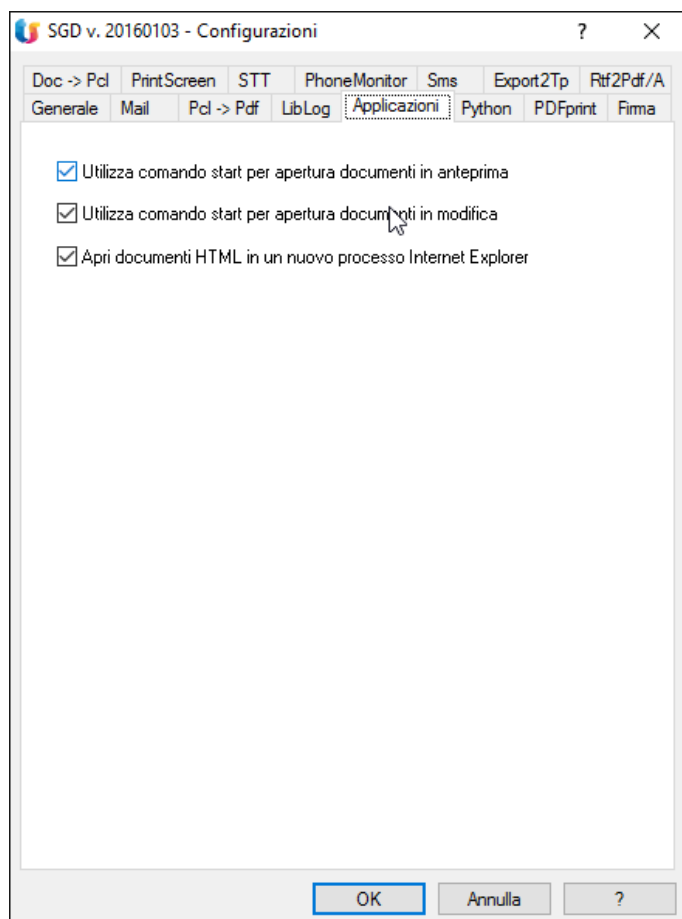 SGD v. 20160103 - Configurazioni ?
Doc -> Pcl PrintScreen STT PhoneMonitor Sms Export2Tp Rtf2Pdf/A
Generale Mail Pcl -> Pdf LibLog Applicazioni Python PDFprint Firma
Utilizza comando start per apertura documenti in anteprima
Utilizza comando start per apertura documenti in modifica
Apri documenti HTML in un nuovo processo Internet Explorer
OK Annulla ?